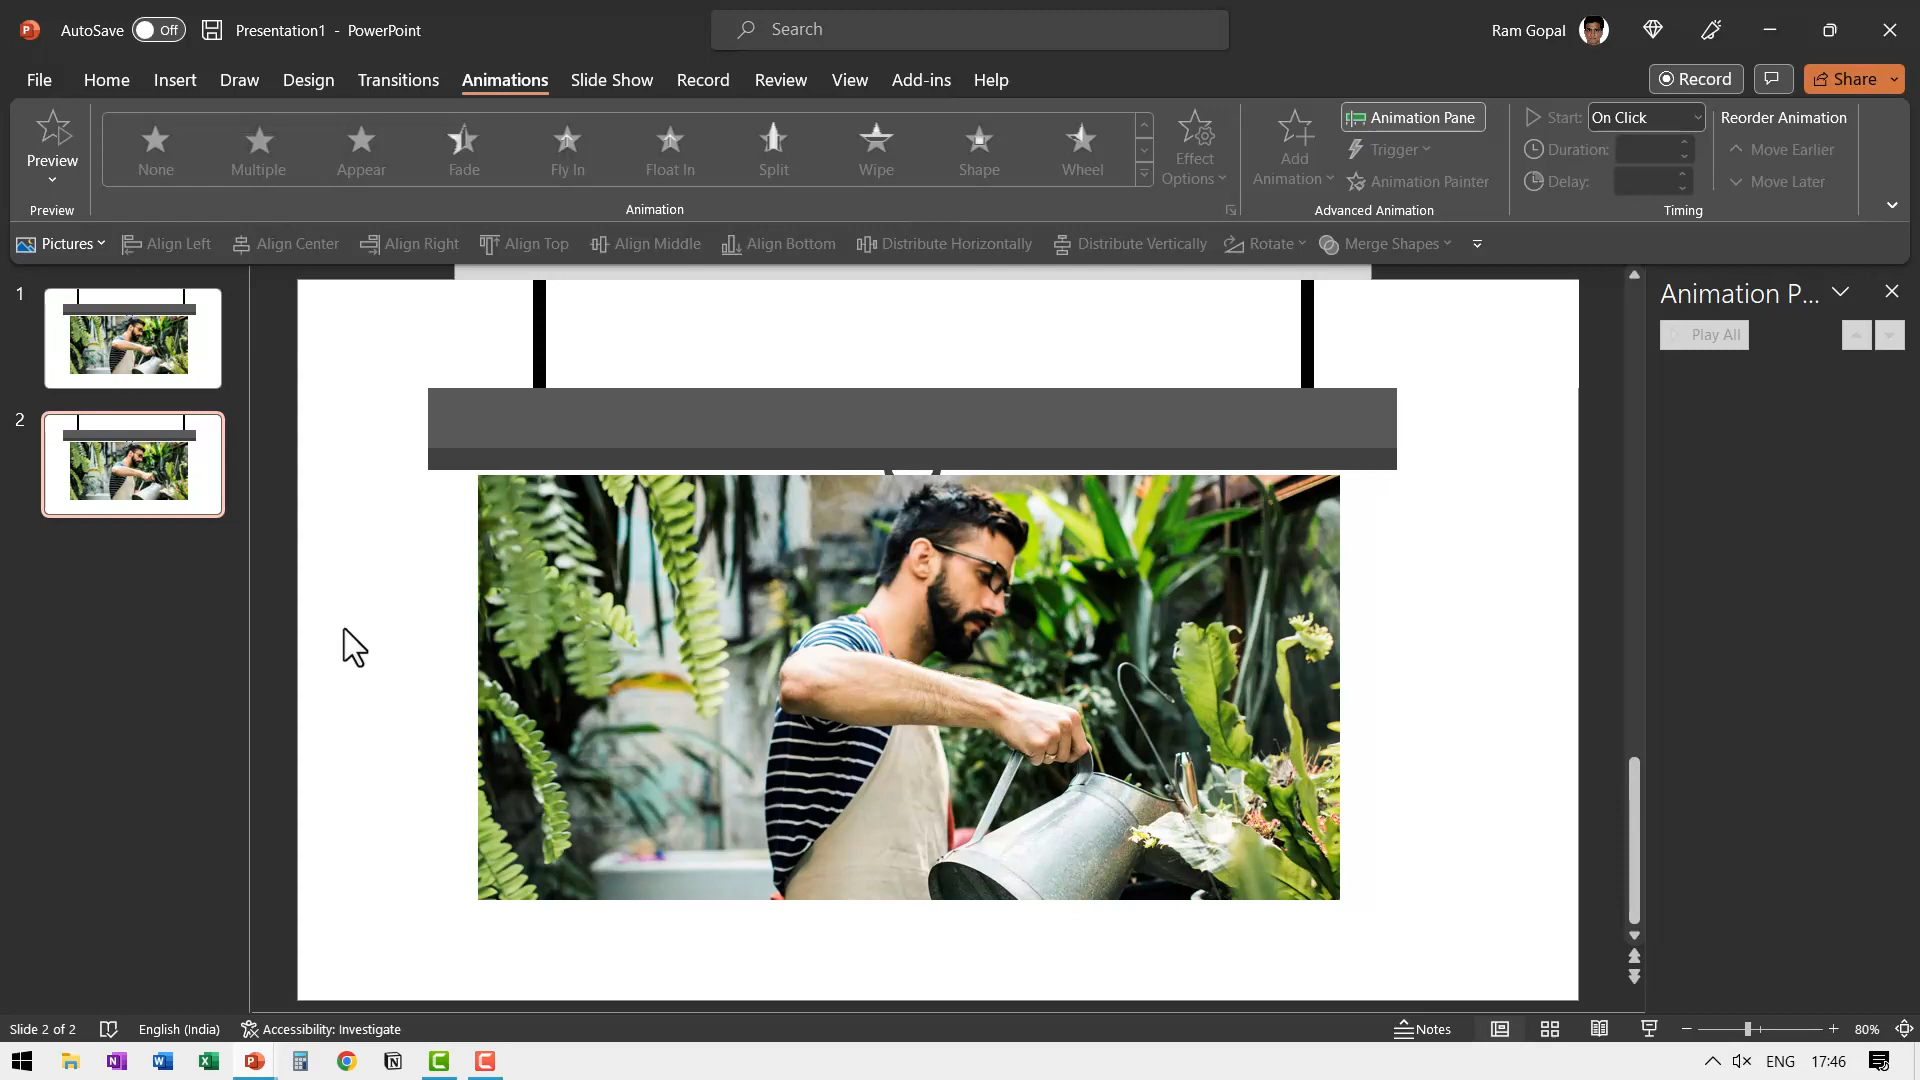 AutoSave Off Presentation1 - PowerPoint Search Ram Gopal
File Home Insert Draw Design Transitions Animations Slide Show Record Review View Add-ins Help Record Share
Preview
None Multiple Appear Fade Fly In Float In Split Wipe Shape Wheel
Effect Options
Add Animation
Animation Pane
Trigger
Animation Painter
Start: On Click
Duration:
Delay:
Reorder Animation
Move Earlier
Move Later
Preview Animation Advanced Animation Timing
Pictures Align Left Align Center Align Right Align Top Align Middle Align Bottom Distribute Horizontally Distribute Vertically Rotate Merge Shapes
1
2
Animation P...
Play All
Slide 2 of 2 English (India) Accessibility: Investigate Notes 80%
ENG 17:46